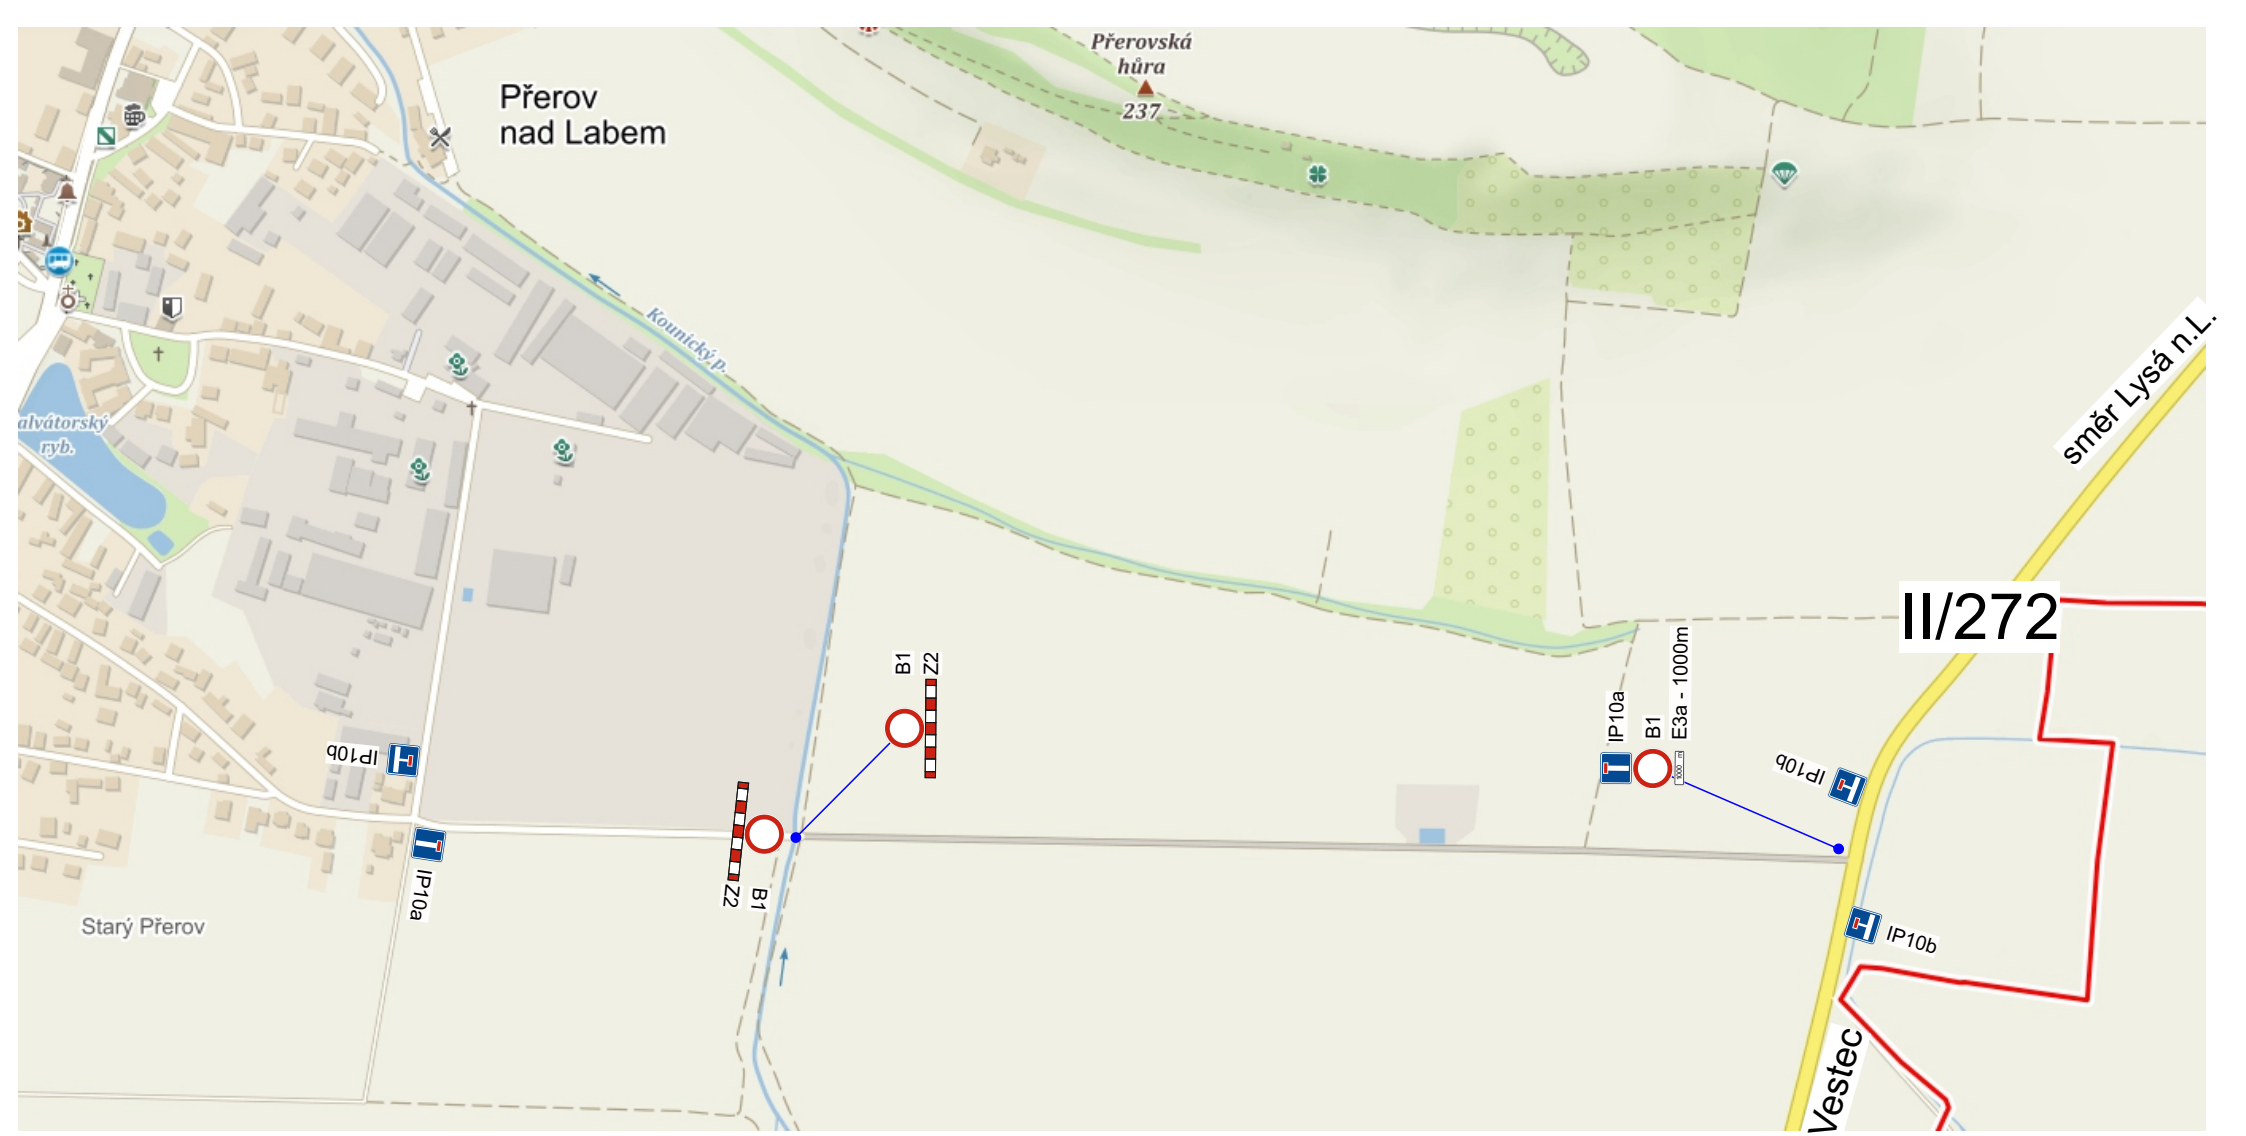 Přerovská
hůra
237
Přerov
nad Labem
Kounický p.
směr Lysá n.L.
alvátorský
ryb.
II/272
B1
Z2
IP10a
B1
E3a - 1000m
1000 m
IP10b
IP10b
IP10a
Z2
B1
Starý Přerov
IP10b
Vestec